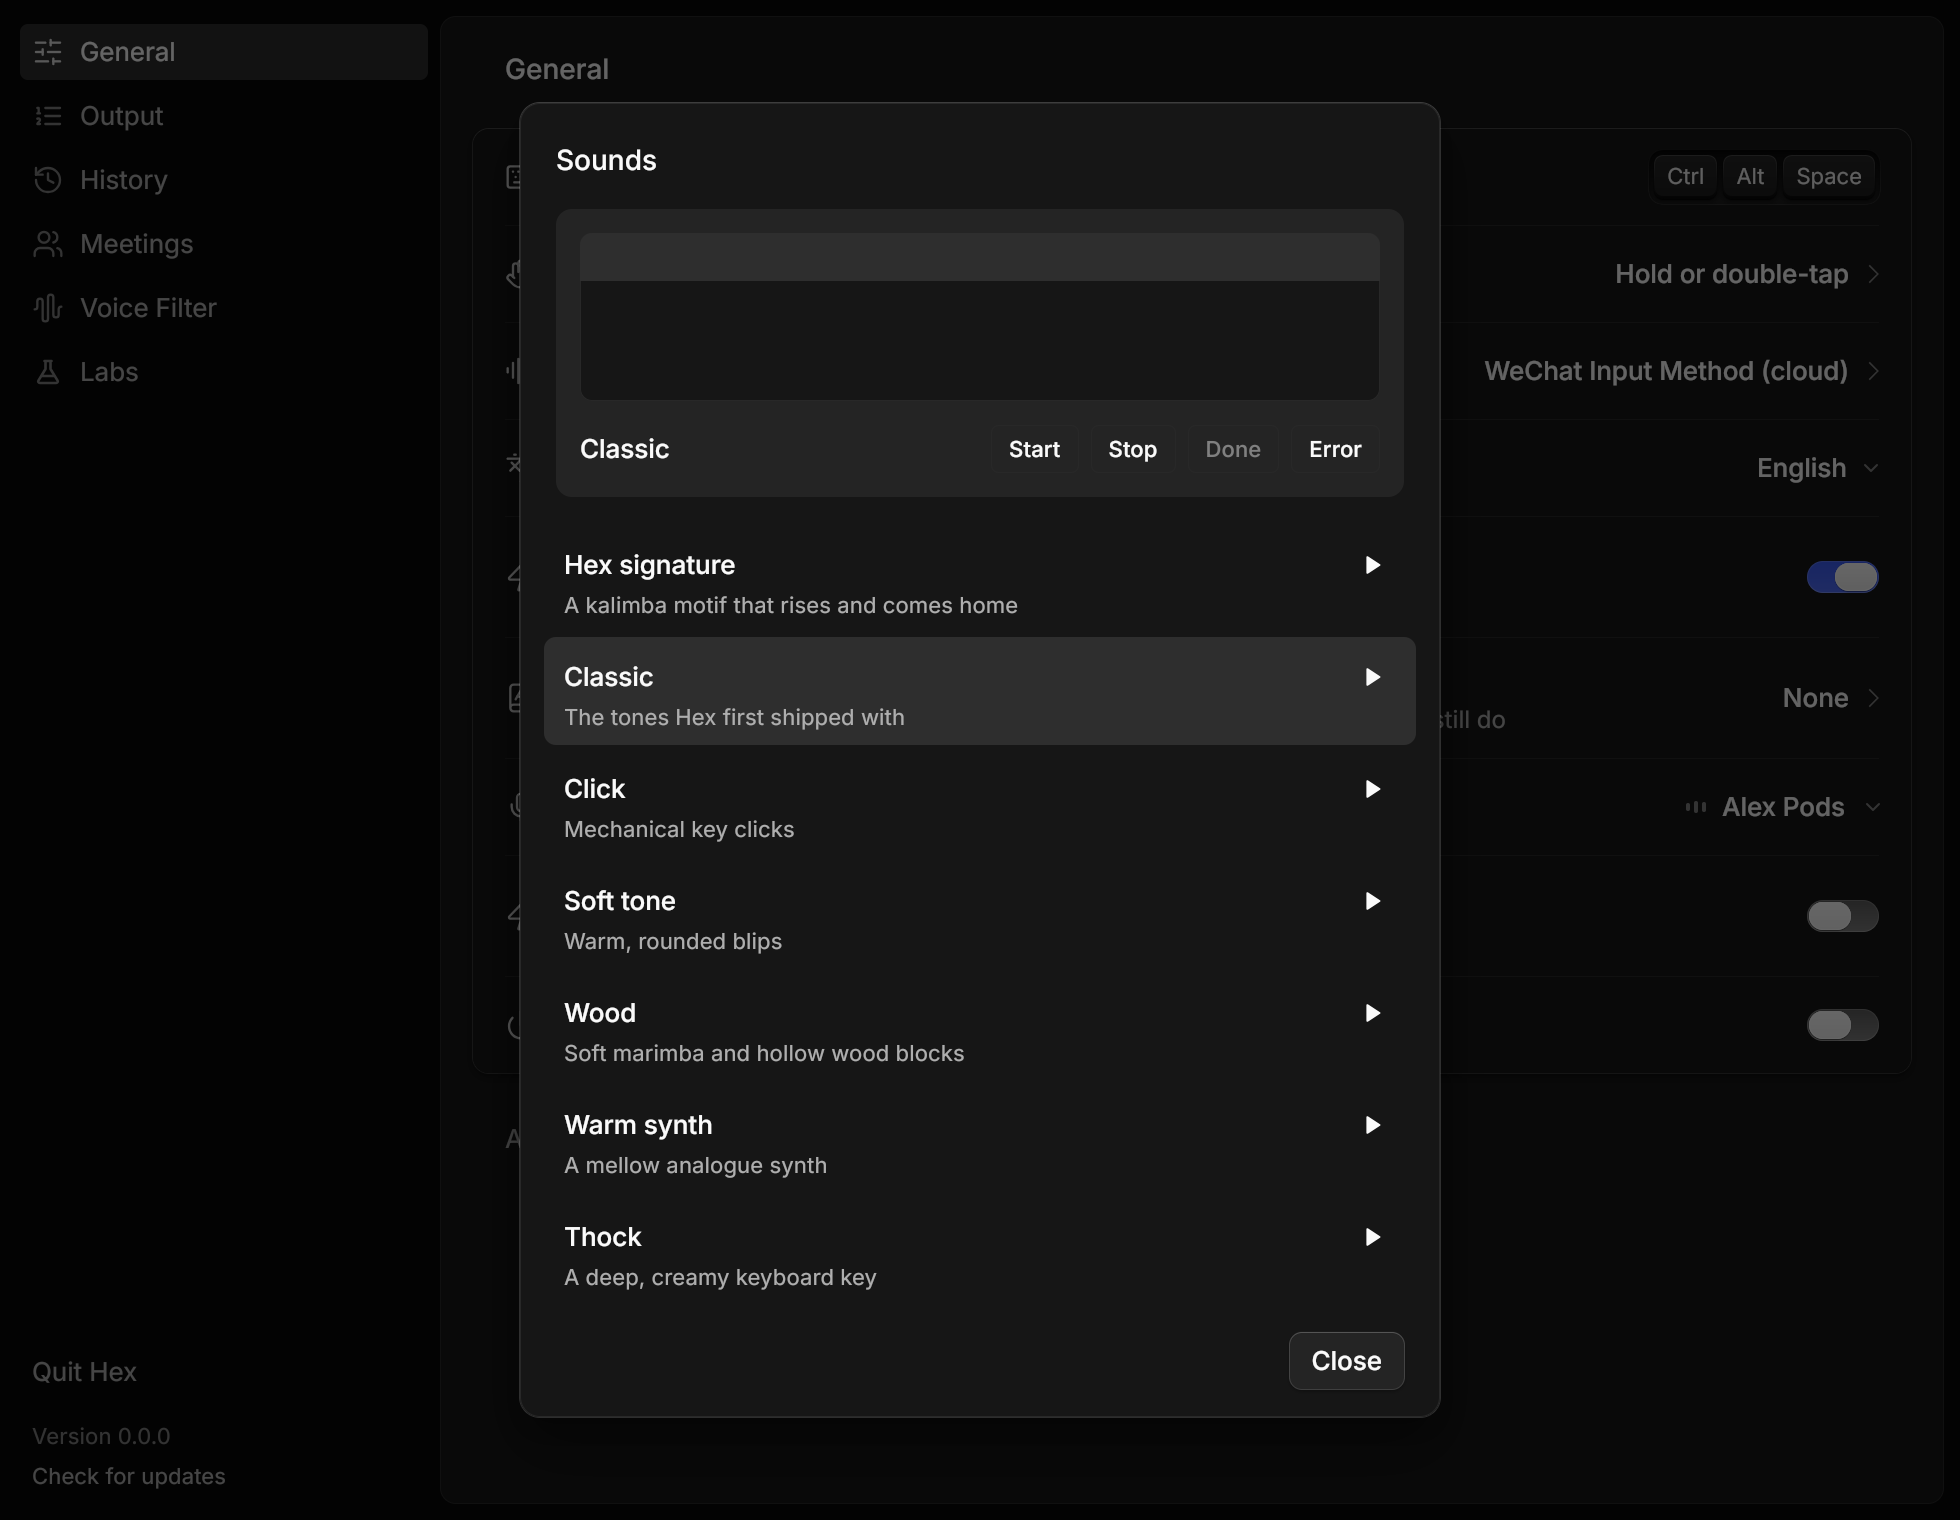 General
Output
History
Meetings
Voice Filter
Labs
Quit Hex
Version 0.0.0
Check for updates
General
Ctrl Alt Space
Hold or double-tap
WeChat Input Method (cloud)
English
None
still do
Alex Pods
Sounds
Classic Start Stop Done Error
Hex signature
A kalimba motif that rises and comes home
Classic
The tones Hex first shipped with
Click
Mechanical key clicks
Soft tone
Warm, rounded blips
Wood
Soft marimba and hollow wood blocks
Warm synth
A mellow analogue synth
Thock
A deep, creamy keyboard key
Close